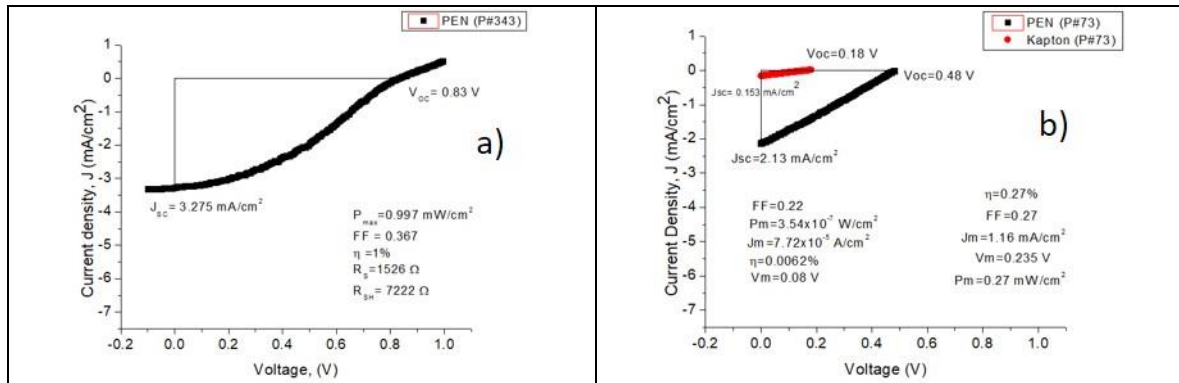 PEN (P#343)
1
0
-1
-2
-3
-4
-5
-6
-7
Current density, J (mA/cm²)
V_OC = 0.83 V
a)
J_SC = 3.275 mA/cm²
P_max = 0.997 mW/cm²
FF = 0.367
η =1%
R_S=1526 Ω
R_SH = 7222 Ω
-0.2 0.0 0.2 0.4 0.6 0.8 1.0
Voltage, (V)
PEN (P#73)
Kapton (P#73)
1
0
-1
-2
-3
-4
-5
-6
-7
Current Density, J (mA/cm²)
Voc=0.18 V
Voc=0.48 V
Jsc= 0.153 mA/cm²
b)
Jsc=2.13 mA/cm²
FF=0.22
Pm=3.54x10⁻⁷ W/cm²
Jm=7.72x10⁻⁵ A/cm²
η=0.0062%
Vm=0.08 V
η=0.27%
FF=0.27
Jm=1.16 mA/cm²
Vm=0.235 V
Pm=0.27 mW/cm²
-0.2 0.0 0.2 0.4 0.6 0.8 1.0
Voltage (V)